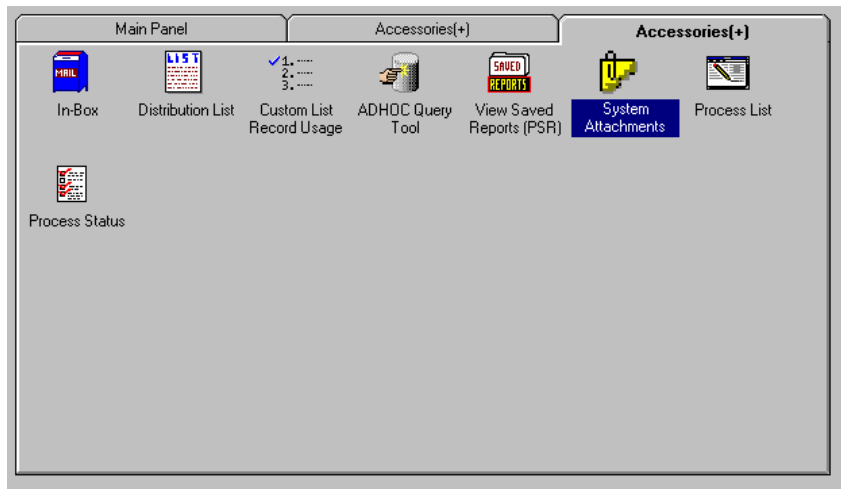 Main Panel
Accessories(+)
Accessories(+)
MAIL
LIST
1.
2.
3.
SAVED
REPORTS
In-Box
Distribution List
Custom List
Record Usage
ADHOC Query
Tool
View Saved
Reports (PSR)
System
Attachments
Process List
Process Status